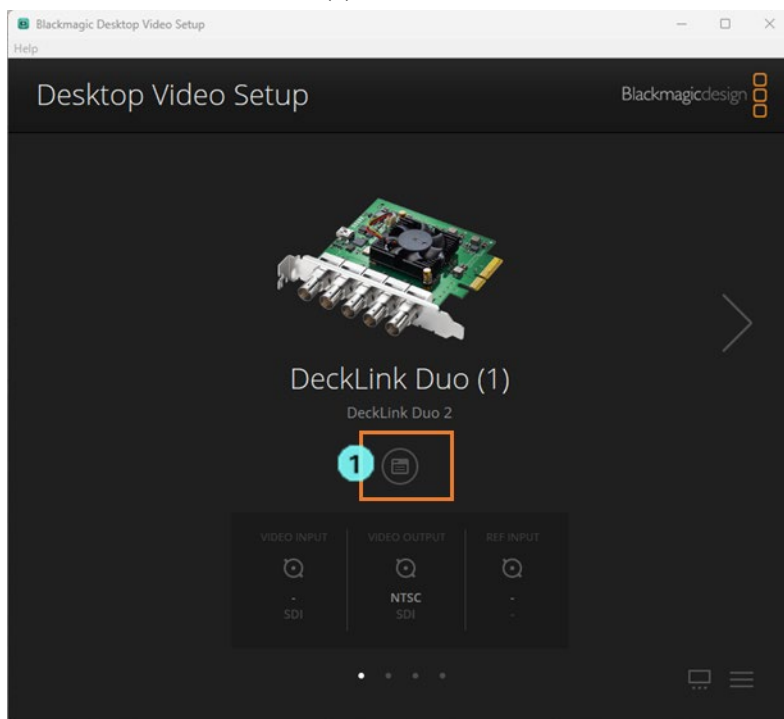 Blackmagic Desktop Video Setup
Help
Desktop Video Setup
Blackmagicdesign
DeckLink Duo (1)
DeckLink Duo 2
1
VIDEO INPUT VIDEO OUTPUT REF INPUT
- NTSC -
SDI SDI -